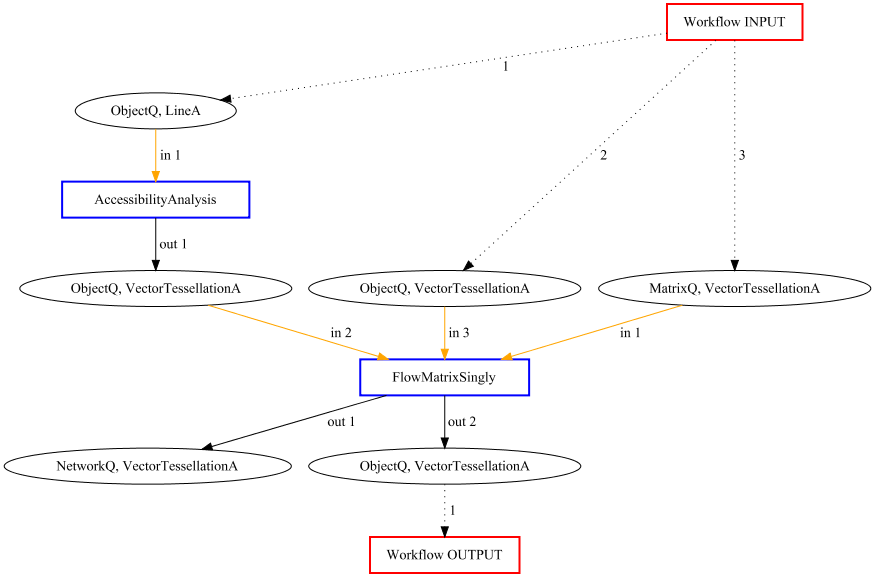 Workflow INPUT
1
ObjectQ, LineA
in 1
2
3
AccessibilityAnalysis
out 1
ObjectQ, VectorTessellationA
ObjectQ, VectorTessellationA
MatrixQ, VectorTessellationA
in 2
in 3
in 1
FlowMatrixSingly
out 1
out 2
NetworkQ, VectorTessellationA
ObjectQ, VectorTessellationA
1
Workflow OUTPUT